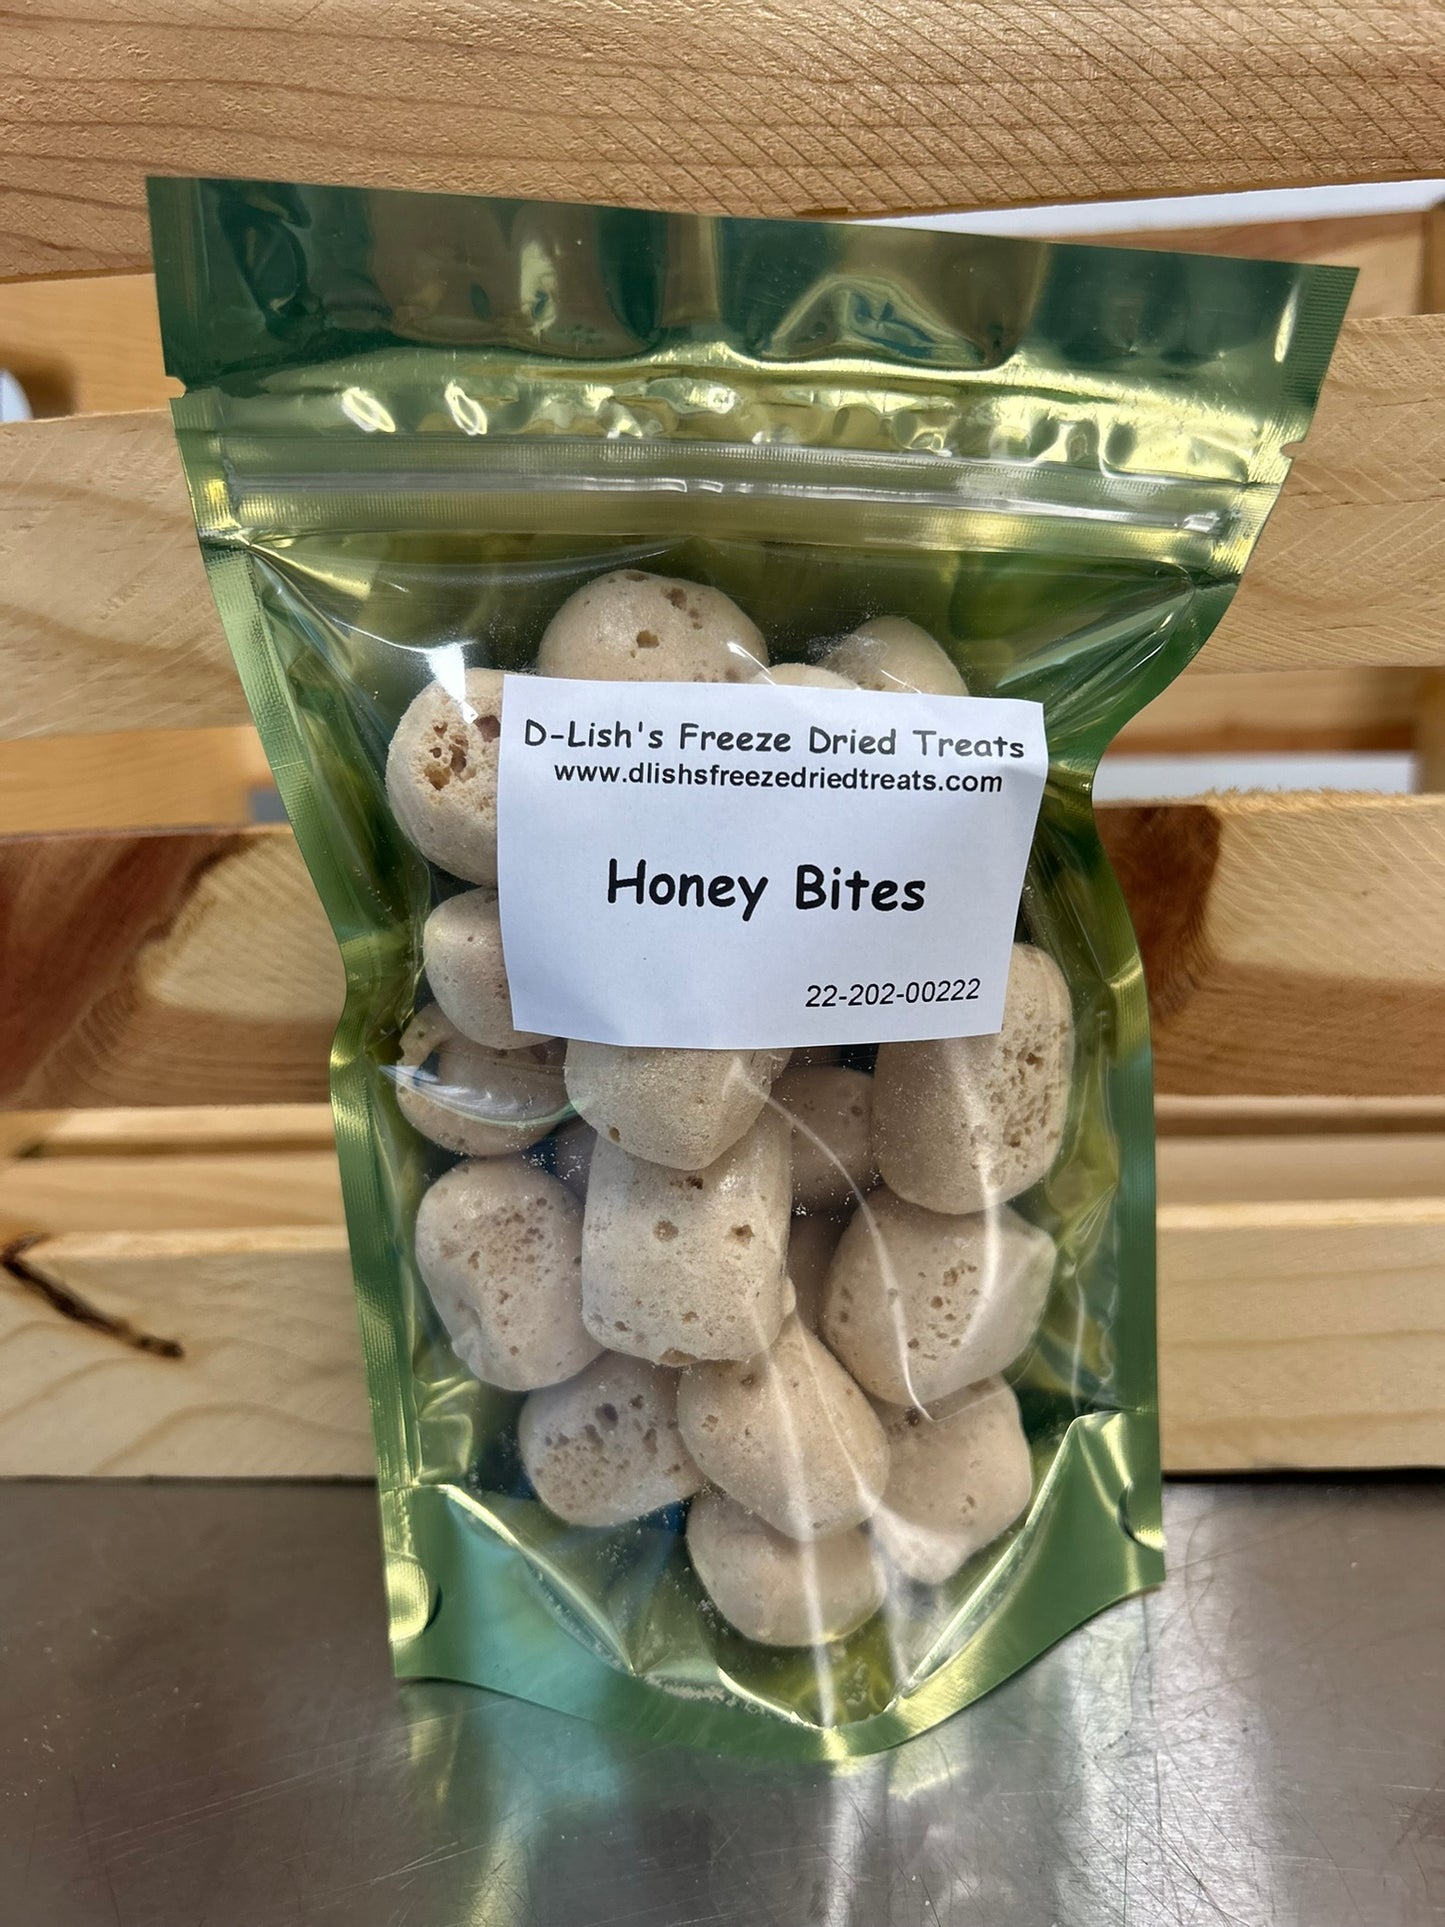 D-Lish's Freeze Dried Treats
www.dlishsfreezedriedtreats.com
Honey Bites
22-202-00222